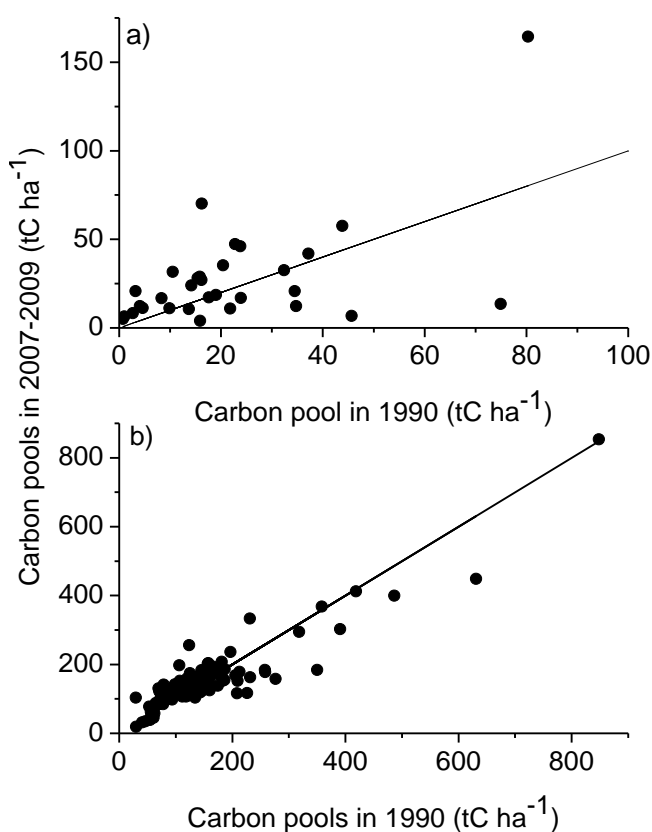 a)
150
100
50
0
0 20 40 60 80 100
Carbon pool in 1990 (tC ha⁻¹)
Carbon pools in 2007-2009 (tC ha⁻¹)
b)
800
600
400
200
0
0 200 400 600 800
Carbon pools in 1990 (tC ha⁻¹)